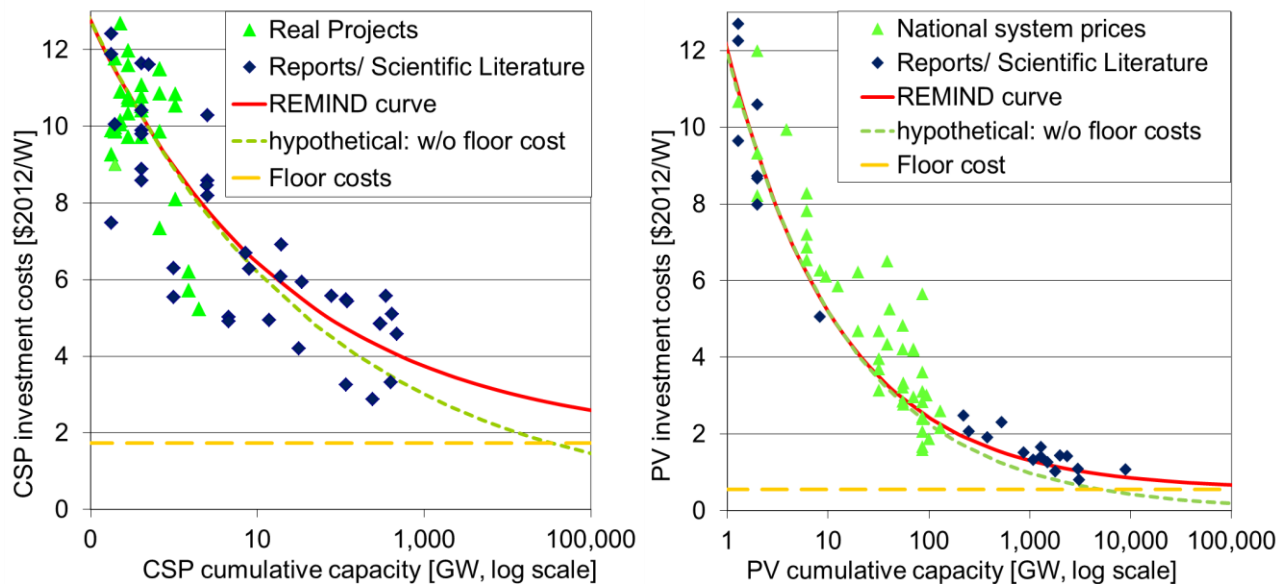 CSP investment costs [$2012/W]
12
10
8
6
4
2
0
Real Projects
Reports/ Scientific Literature
REMIND curve
hypothetical: w/o floor cost
Floor costs
0 10 1,000 100,000
CSP cumulative capacity [GW, log scale]
PV investment costs [$2012/W]
12
10
8
6
4
2
0
National system prices
Reports/ Scientific Literature
REMIND curve
hypothetical: w/o floor costs
Floor cost
1 10 100 1,000 10,000 100,000
PV cumulative capacity [GW, log scale]